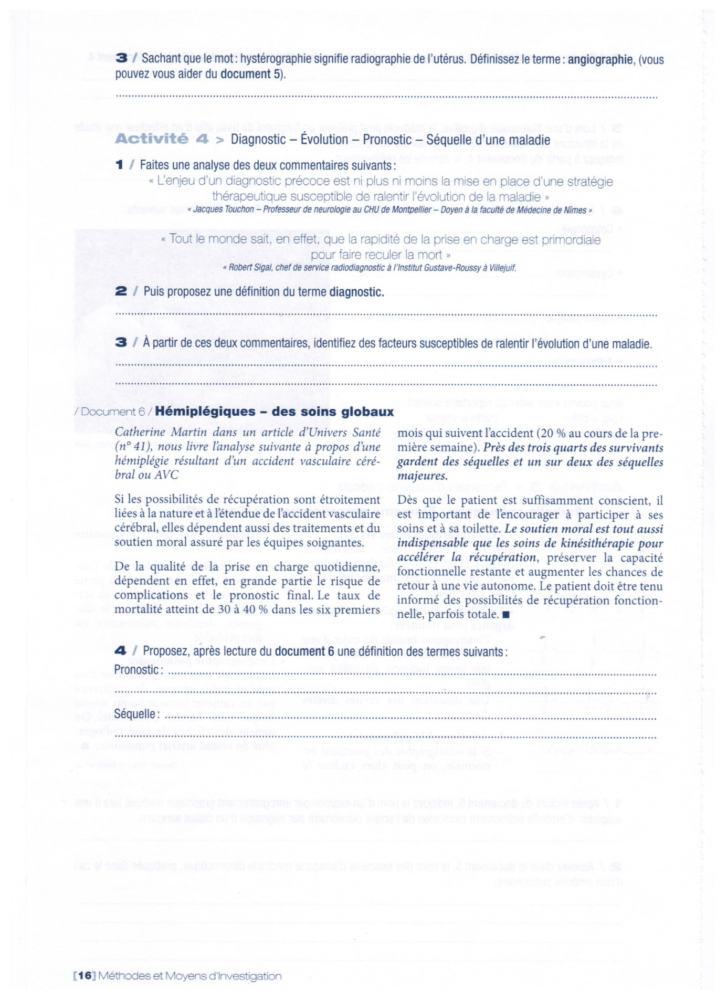 3 / Sachant que le mot : hystérographie signifie radiographie de l'utérus. Définissez le terme : angiographie, (vous
pouvez vous aider du document 5).
Activité 4 > Diagnostic – Évolution – Pronostic – Séquelle d'une maladie
1 / Faites une analyse des deux commentaires suivants :
« L'enjeu d'un diagnostic précoce est ni plus ni moins la mise en place d'une stratégie
thérapeutique susceptible de ralentir l'évolution de la maladie »
« Jacques Touchon – Professeur de neurologie au CHU de Montpellier – Doyen à la faculté de Médecine de Nîmes »
« Tout le monde sait, en effet, que la rapidité de la prise en charge est primordiale
pour faire reculer la mort »
« Robert Sigal, chef de service radiodiagnostic à l'Institut Gustave-Roussy à Villejuif.
2 / Puis proposez une définition du terme diagnostic.
3 / À partir de ces deux commentaires, identifiez des facteurs susceptibles de ralentir l'évolution d'une maladie.
/ Document 6 / Hémiplégiques – des soins globaux
Catherine Martin dans un article d'Univers Santé
(n° 41), nous livre l'analyse suivante à propos d'une
hémiplégie résultant d'un accident vasculaire céré-
bral ou AVC
Si les possibilités de récupération sont étroitement
liées à la nature et à l'étendue de l'accident vasculaire
cérébral, elles dépendent aussi des traitements et du
soutien moral assuré par les équipes soignantes.
De la qualité de la prise en charge quotidienne,
dépendent en effet, en grande partie le risque de
complications et le pronostic final. Le taux de
mortalité atteint de 30 à 40 % dans les six premiers
mois qui suivent l'accident (20 % au cours de la pre-
mière semaine). Près des trois quarts des survivants
gardent des séquelles et un sur deux des séquelles
majeures.
Dès que le patient est suffisamment conscient, il
est important de l'encourager à participer à ses
soins et à sa toilette. Le soutien moral est tout aussi
indispensable que les soins de kinésithérapie pour
accélérer la récupération, préserver la capacité
fonctionnelle restante et augmenter les chances de
retour à une vie autonome. Le patient doit être tenu
informé des possibilités de récupération fonction-
nelle, parfois totale. ■
4 / Proposez, après lecture du document 6 une définition des termes suivants :
Pronostic :
Séquelle :
[16] Méthodes et Moyens d'Investigation